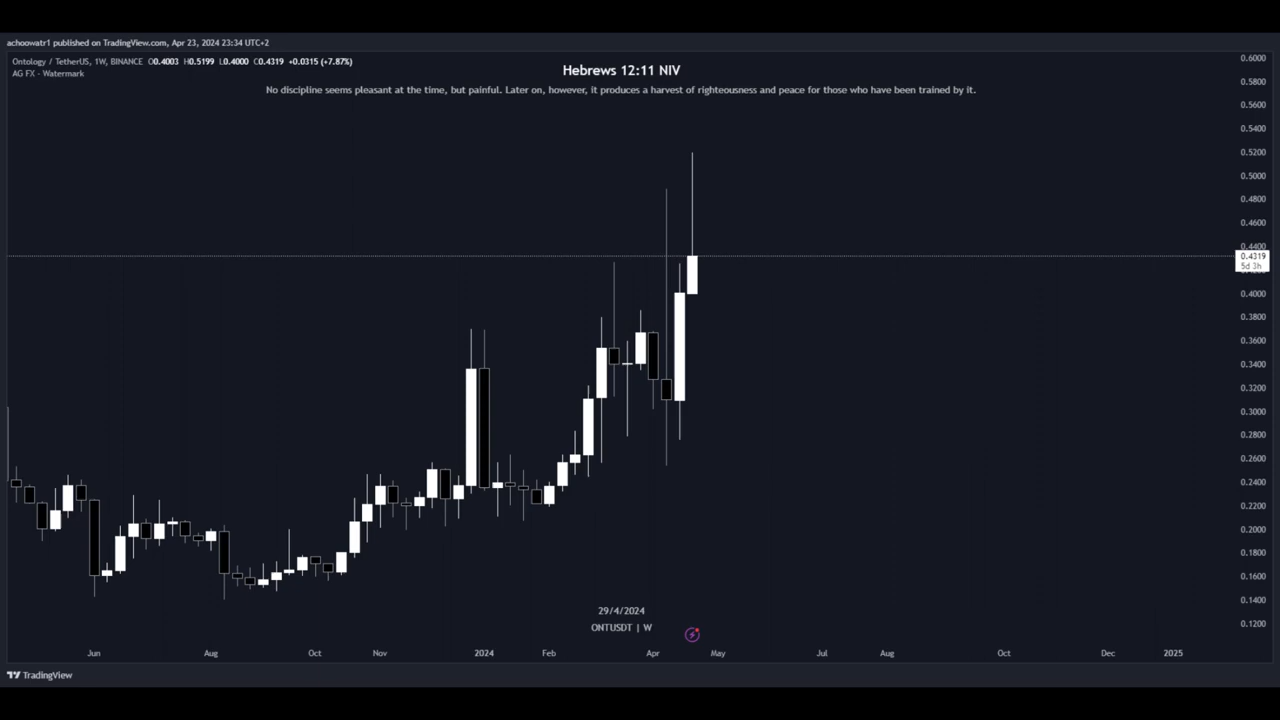 achoowatr1 published on TradingView.com, Apr 23, 2024 23:34 UTC+2
Ontology / TetherUS, 1W, BINANCE O0.4003 H0.5199 L0.4000 C0.4319 +0.0315 (+7.87%)
AG FX - Watermark
Hebrews 12:11 NIV
No discipline seems pleasant at the time, but painful. Later on, however, it produces a harvest of righteousness and peace for those who have been trained by it.
0.6000
0.5800
0.5600
0.5400
0.5200
0.5000
0.4800
0.4600
0.4400
0.4319
5d 3h
0.4000
0.3800
0.3600
0.3400
0.3200
0.3000
0.2800
0.2600
0.2400
0.2200
0.2000
0.1800
0.1600
0.1400
0.1200
29/4/2024
ONTUSDT | W
Jun Aug Oct Nov 2024 Feb Apr May Jul Aug Oct Dec 2025
TradingView